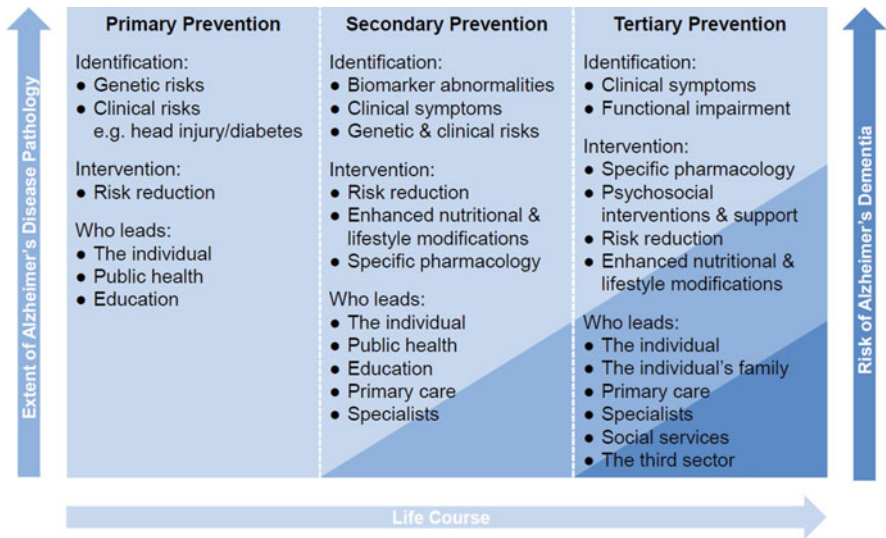 Extent of Alzheimer's Disease Pathology
Primary Prevention
Identification:
● Genetic risks
● Clinical risks
e.g. head injury/diabetes
Intervention:
● Risk reduction
Who leads:
● The individual
● Public health
● Education
Secondary Prevention
Identification:
● Biomarker abnormalities
● Clinical symptoms
● Genetic & clinical risks
Intervention:
● Risk reduction
● Enhanced nutritional &
lifestyle modifications
● Specific pharmacology
Who leads:
● The individual
● Public health
● Education
● Primary care
● Specialists
Tertiary Prevention
Identification:
● Clinical symptoms
● Functional impairment
Intervention:
● Specific pharmacology
● Psychosocial
interventions & support
● Risk reduction
● Enhanced nutritional &
lifestyle modifications
Who leads:
● The individual
● The individual's family
● Primary care
● Specialists
● Social services
● The third sector
Risk of Alzheimer's Dementia
Life Course